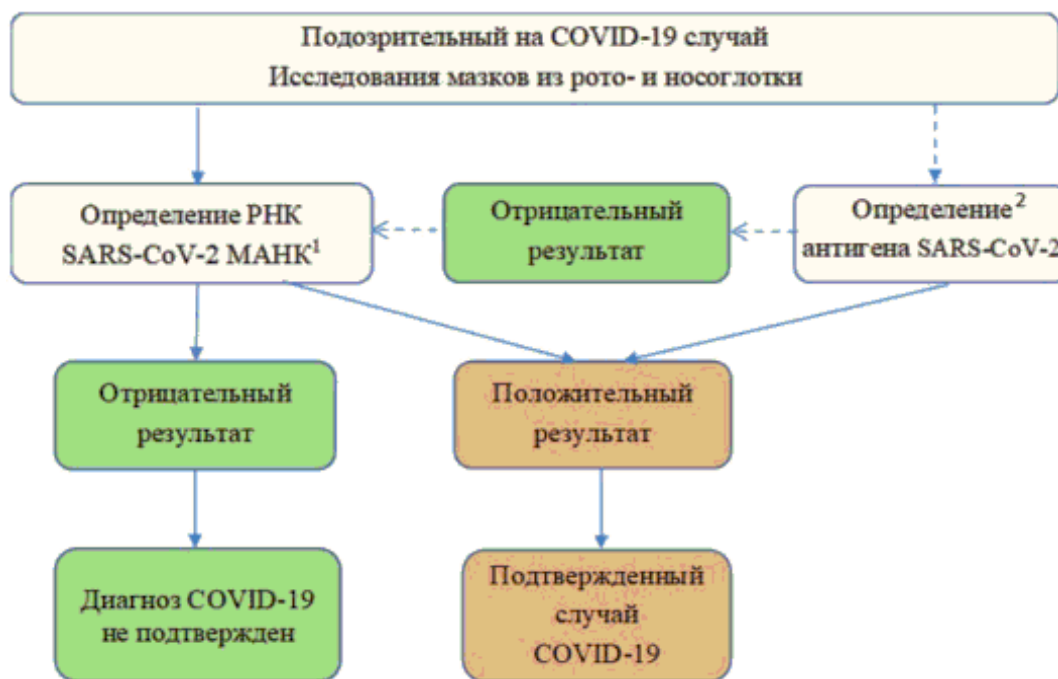 Подозрительный на COVID-19 случай
Исследования мазков из рото- и носоглотки
Определение РНК
SARS-CoV-2 МАНК¹
Отрицательный
результат
Определение²
антигена SARS-CoV-2
Отрицательный
результат
Положительный
результат
Диагноз COVID-19
не подтвержден
Подтвержденный
случай
COVID-19